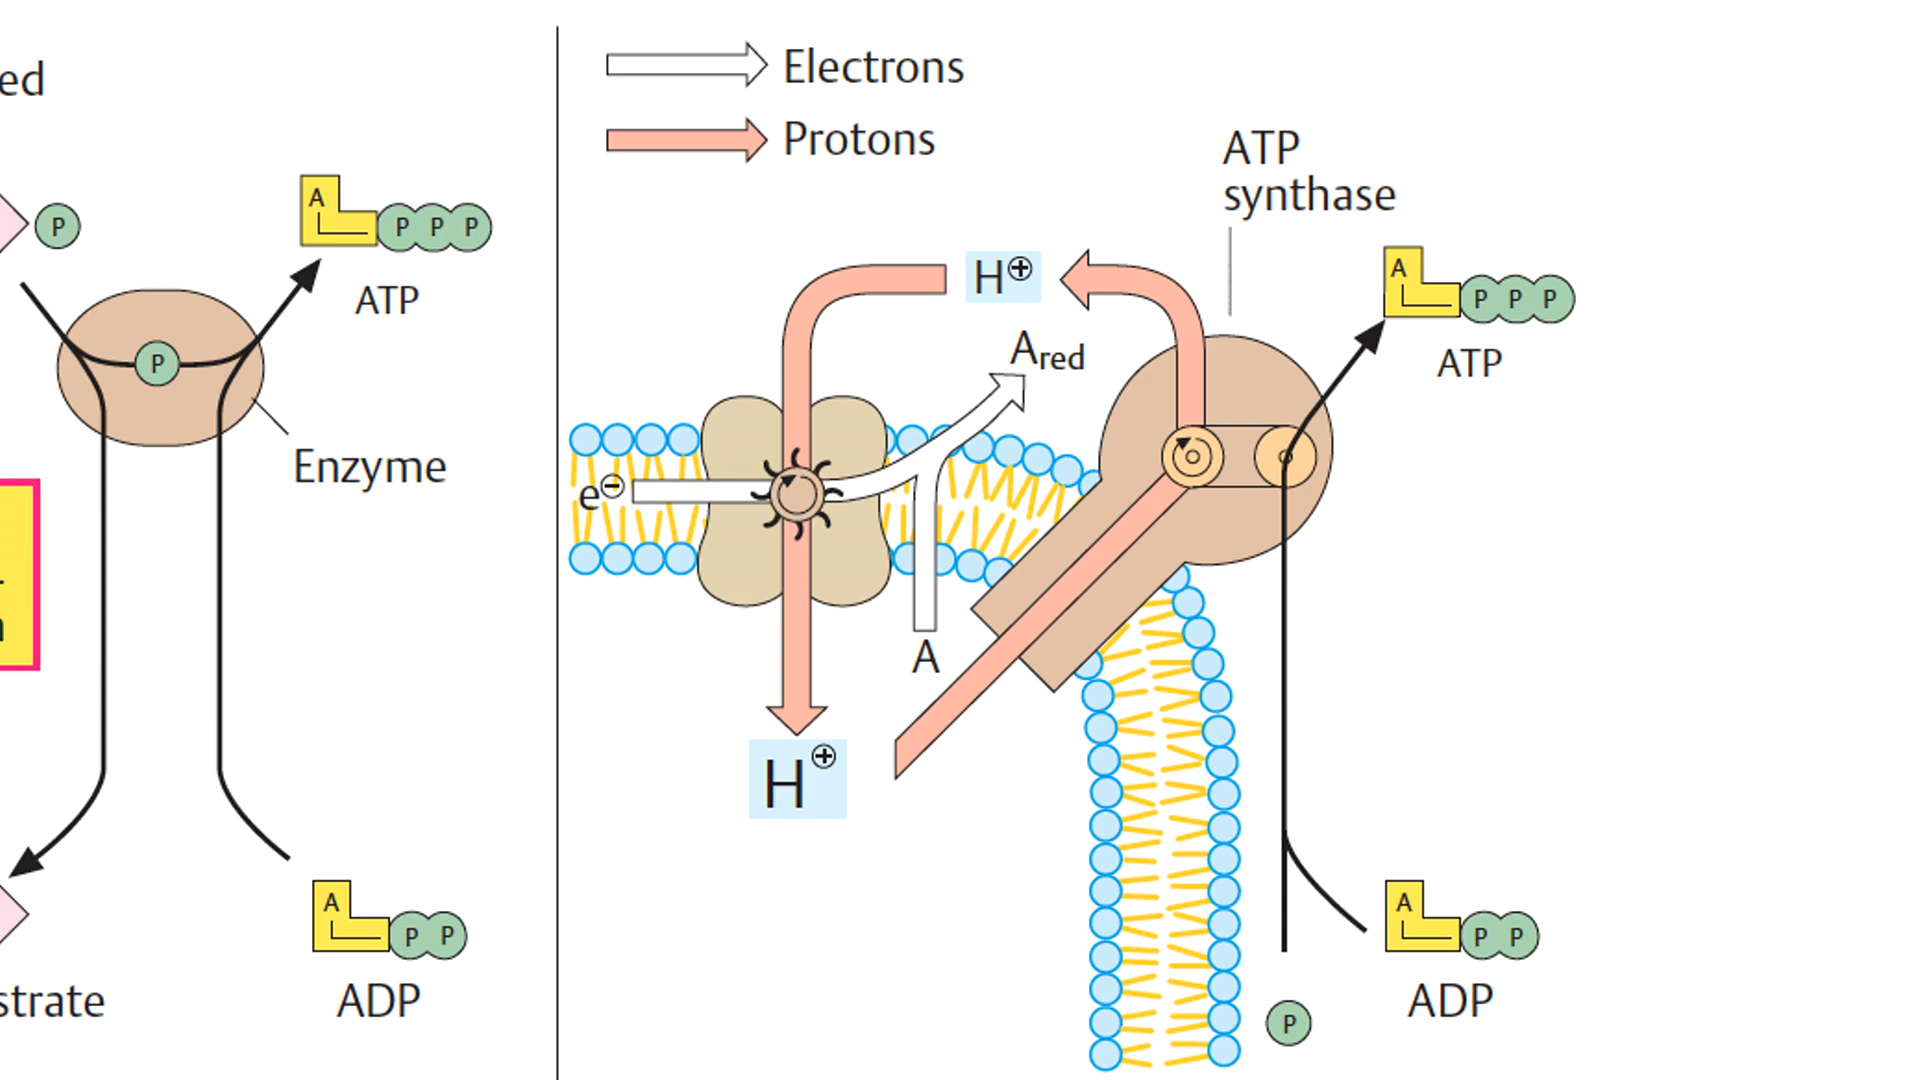 ed
P
A
P P P
ATP
P
Enzyme
strate
A
P P
ADP
Electrons
Protons
ATP
synthase
H⊕
A
P P P
ATP
Ared
e⊖
A
H⊕
A
P P
ADP
P